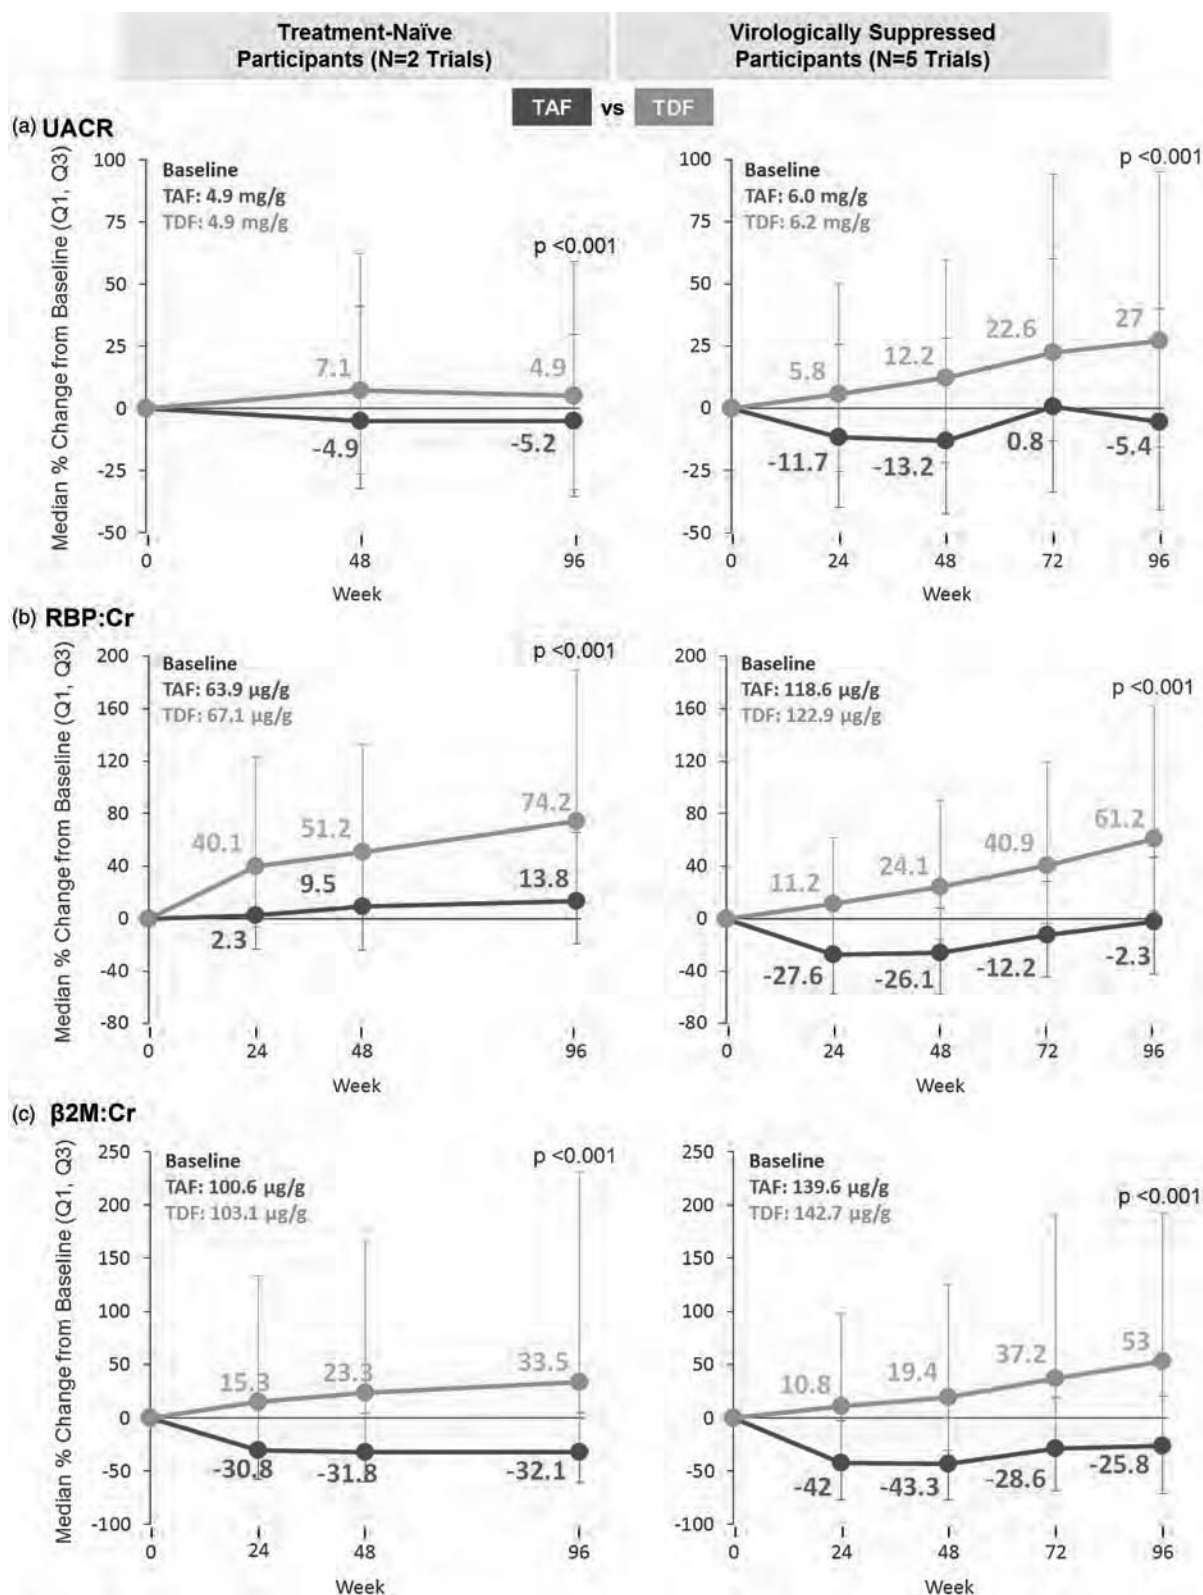 Treatment-Naïve
Participants (N=2 Trials)
Virologically Suppressed
Participants (N=5 Trials)
TAF vs TDF
(a) UACR
Median % Change from Baseline (Q1, Q3)
100
75
50
25
0
-25
-50
Baseline
TAF: 4.9 mg/g
TDF: 4.9 mg/g
p <0.001
7.1
4.9
-4.9
-5.2
0
48
96
Week
100
75
50
25
0
-25
-50
Baseline
TAF: 6.0 mg/g
TDF: 6.2 mg/g
p <0.001
5.8
12.2
22.6
27
-11.7
-13.2
0.8
-5.4
0
24
48
72
96
Week
(b) RBP:Cr
Median % Change from Baseline (Q1, Q3)
200
160
120
80
40
0
-40
-80
Baseline
TAF: 63.9 µg/g
TDF: 67.1 µg/g
p <0.001
40.1
51.2
74.2
2.3
9.5
13.8
0
24
48
96
Week
200
160
120
80
40
0
-40
-80
Baseline
TAF: 118.6 µg/g
TDF: 122.9 µg/g
p <0.001
11.2
24.1
40.9
61.2
-27.6
-26.1
-12.2
-2.3
0
24
48
72
96
Week
(c) β2M:Cr
Median % Change from Baseline (Q1, Q3)
250
200
150
100
50
0
-50
-100
Baseline
TAF: 100.6 µg/g
TDF: 103.1 µg/g
p <0.001
15.3
23.3
33.5
-30.8
-31.8
-32.1
0
24
48
96
Week
250
200
150
100
50
0
-50
-100
Baseline
TAF: 139.6 µg/g
TDF: 142.7 µg/g
p <0.001
10.8
19.4
37.2
53
-42
-43.3
-28.6
-25.8
0
24
48
72
96
Week